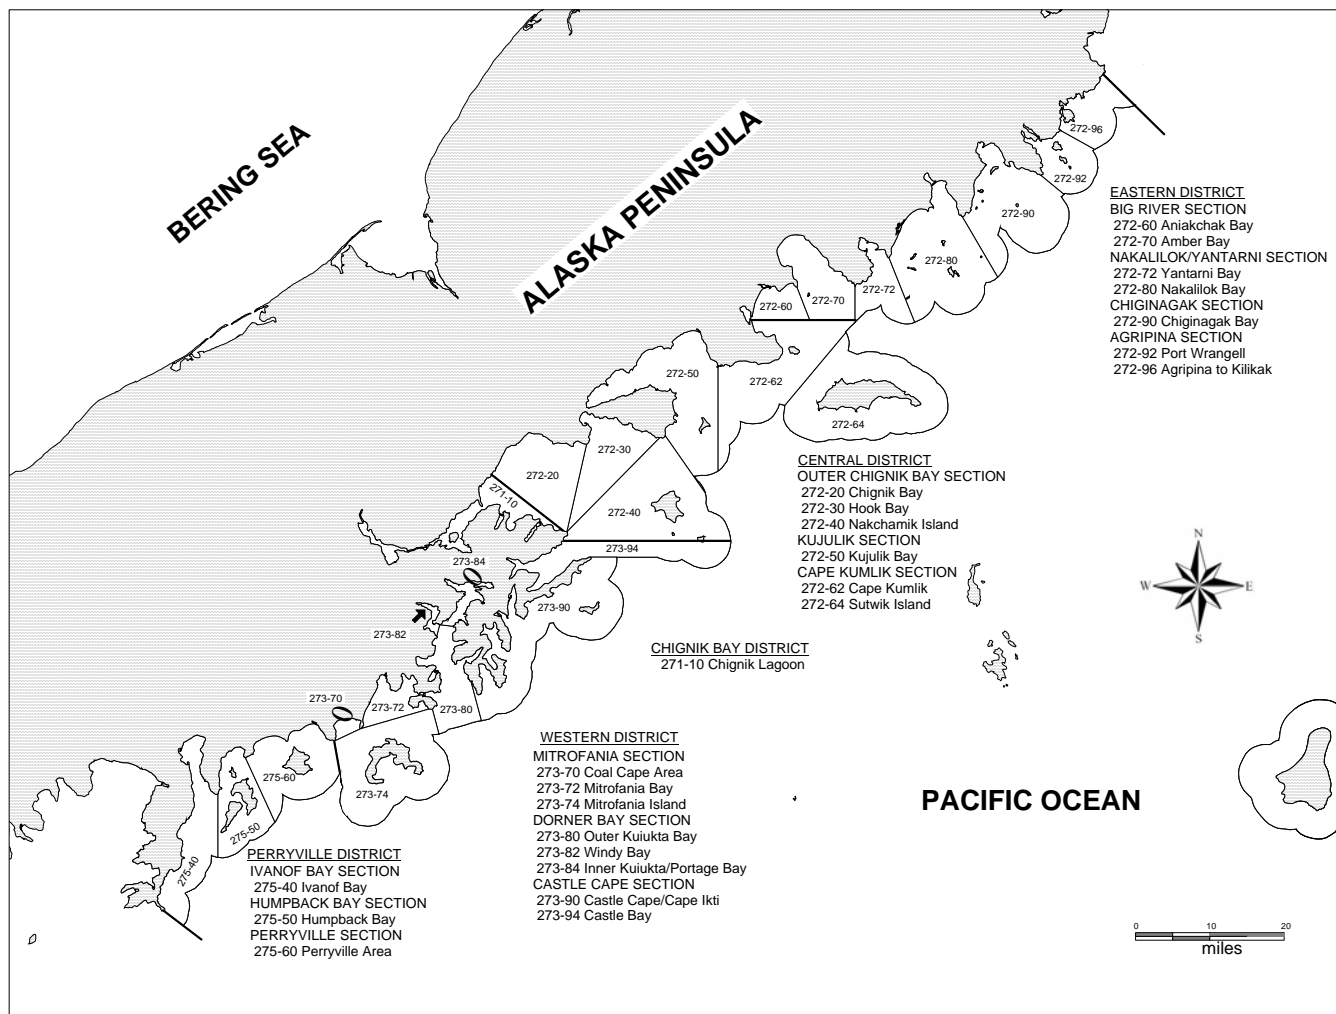 BERING SEA
ALASKA PENINSULA
272-96
272-92
272-90
272-80
272-72
272-70
272-60
272-62
272-64
272-50
272-30
272-20
271-10
272-40
273-94
273-84
273-90
273-82
273-80
273-72
273-70
273-74
275-60
275-50
275-40
EASTERN DISTRICT
BIG RIVER SECTION
272-60 Aniakchak Bay
272-70 Amber Bay
NAKALILOK/YANTARNI SECTION
272-72 Yantarni Bay
272-80 Nakalilok Bay
CHIGINAGAK SECTION
272-90 Chiginagak Bay
AGRIPINA SECTION
272-92 Port Wrangell
272-96 Agripina to Kilikak
CENTRAL DISTRICT
OUTER CHIGNIK BAY SECTION
272-20 Chignik Bay
272-30 Hook Bay
272-40 Nakchamik Island
KUJULIK SECTION
272-50 Kujulik Bay
CAPE KUMLIK SECTION
272-62 Cape Kumlik
272-64 Sutwik Island
CHIGNIK BAY DISTRICT
271-10 Chignik Lagoon
WESTERN DISTRICT
MITROFANIA SECTION
273-70 Coal Cape Area
273-72 Mitrofania Bay
273-74 Mitrofania Island
DORNER BAY SECTION
273-80 Outer Kuiukta Bay
273-82 Windy Bay
273-84 Inner Kuiukta/Portage Bay
CASTLE CAPE SECTION
273-90 Castle Cape/Cape Ikti
273-94 Castle Bay
PERRYVILLE DISTRICT
IVANOF BAY SECTION
275-40 Ivanof Bay
HUMPBACK BAY SECTION
275-50 Humpback Bay
PERRYVILLE SECTION
275-60 Perryville Area
N
W E
S
PACIFIC OCEAN
0 10 20
miles